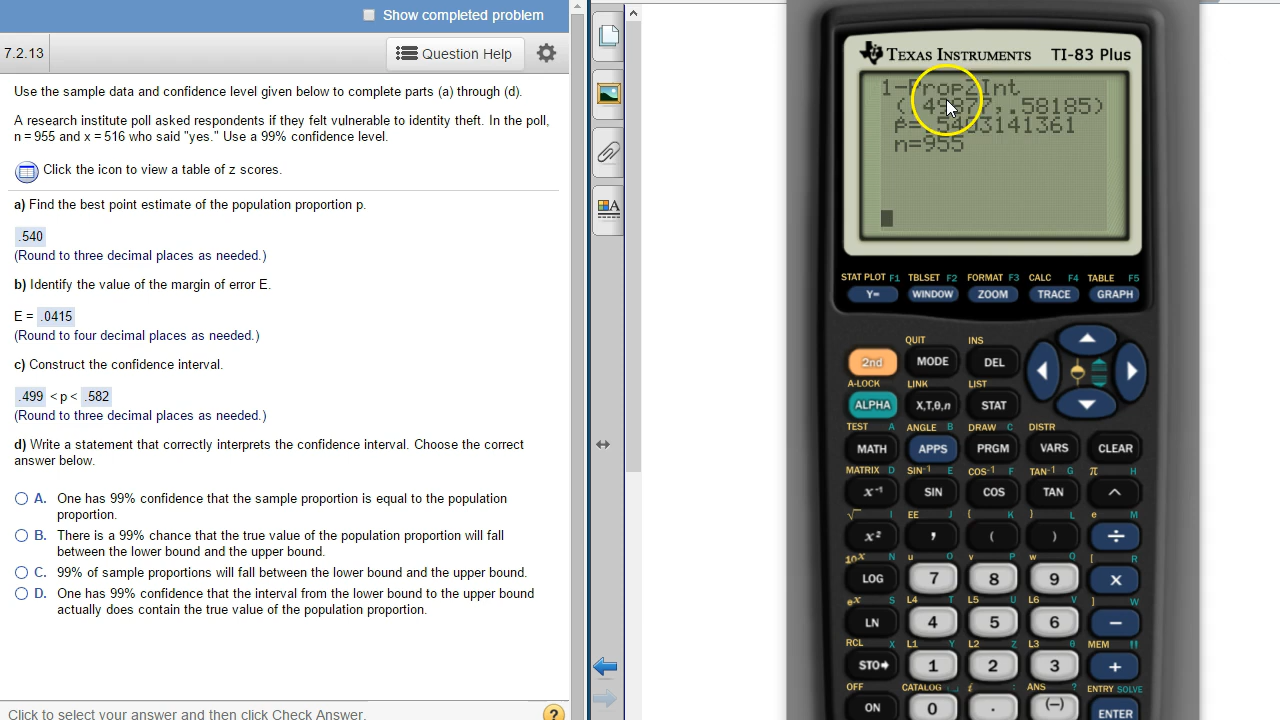 Show completed problem
7.2.13
Question Help
Use the sample data and confidence level given below to complete parts (a) through (d).
A research institute poll asked respondents if they felt vulnerable to identity theft. In the poll,
n = 955 and x = 516 who said "yes." Use a 99% confidence level.
Click the icon to view a table of z scores.
a) Find the best point estimate of the population proportion p.
.540
(Round to three decimal places as needed.)
b) Identify the value of the margin of error E.
E = .0415
(Round to four decimal places as needed.)
c) Construct the confidence interval.
.499 < p < .582
(Round to three decimal places as needed.)
d) Write a statement that correctly interprets the confidence interval. Choose the correct
answer below.
A. One has 99% confidence that the sample proportion is equal to the population
proportion.
B. There is a 99% chance that the true value of the population proportion will fall
between the lower bound and the upper bound.
C. 99% of sample proportions will fall between the lower bound and the upper bound.
D. One has 99% confidence that the interval from the lower bound to the upper bound
actually does contain the true value of the population proportion.
Click to select your answer and then click Check Answer.
?
A
TEXAS INSTRUMENTS TI-83 Plus
1-PropZInt
.58185)
n=955
STAT PLOT F1 TBLSET F2 FORMAT F3 CALC F4 TABLE F5
Y= WINDOW ZOOM TRACE GRAPH
QUIT INS
2nd MODE DEL
A-LOCK LINK LIST
ALPHA X,T,θ,n STAT
TEST A ANGLE B DRAW C DISTR
MATH APPS PRGM VARS CLEAR
MATRIX D SIN⁻¹ E COS⁻¹ F TAN⁻¹ G π H
x⁻¹ SIN COS TAN ^
√ I EE J { K } L e M
x² , ( ) ÷
10ˣ N u O v P w Q [ R
LOG 7 8 9 ×
eˣ S L4 T L5 U L6 V ] W
LN 4 5 6 −
RCL X L1 Y L2 Z L3 θ MEM "
STO➔ 1 2 3 +
OFF CATALOG ⎵ i : ANS ? ENTRY SOLVE
ON 0 . (−) ENTER